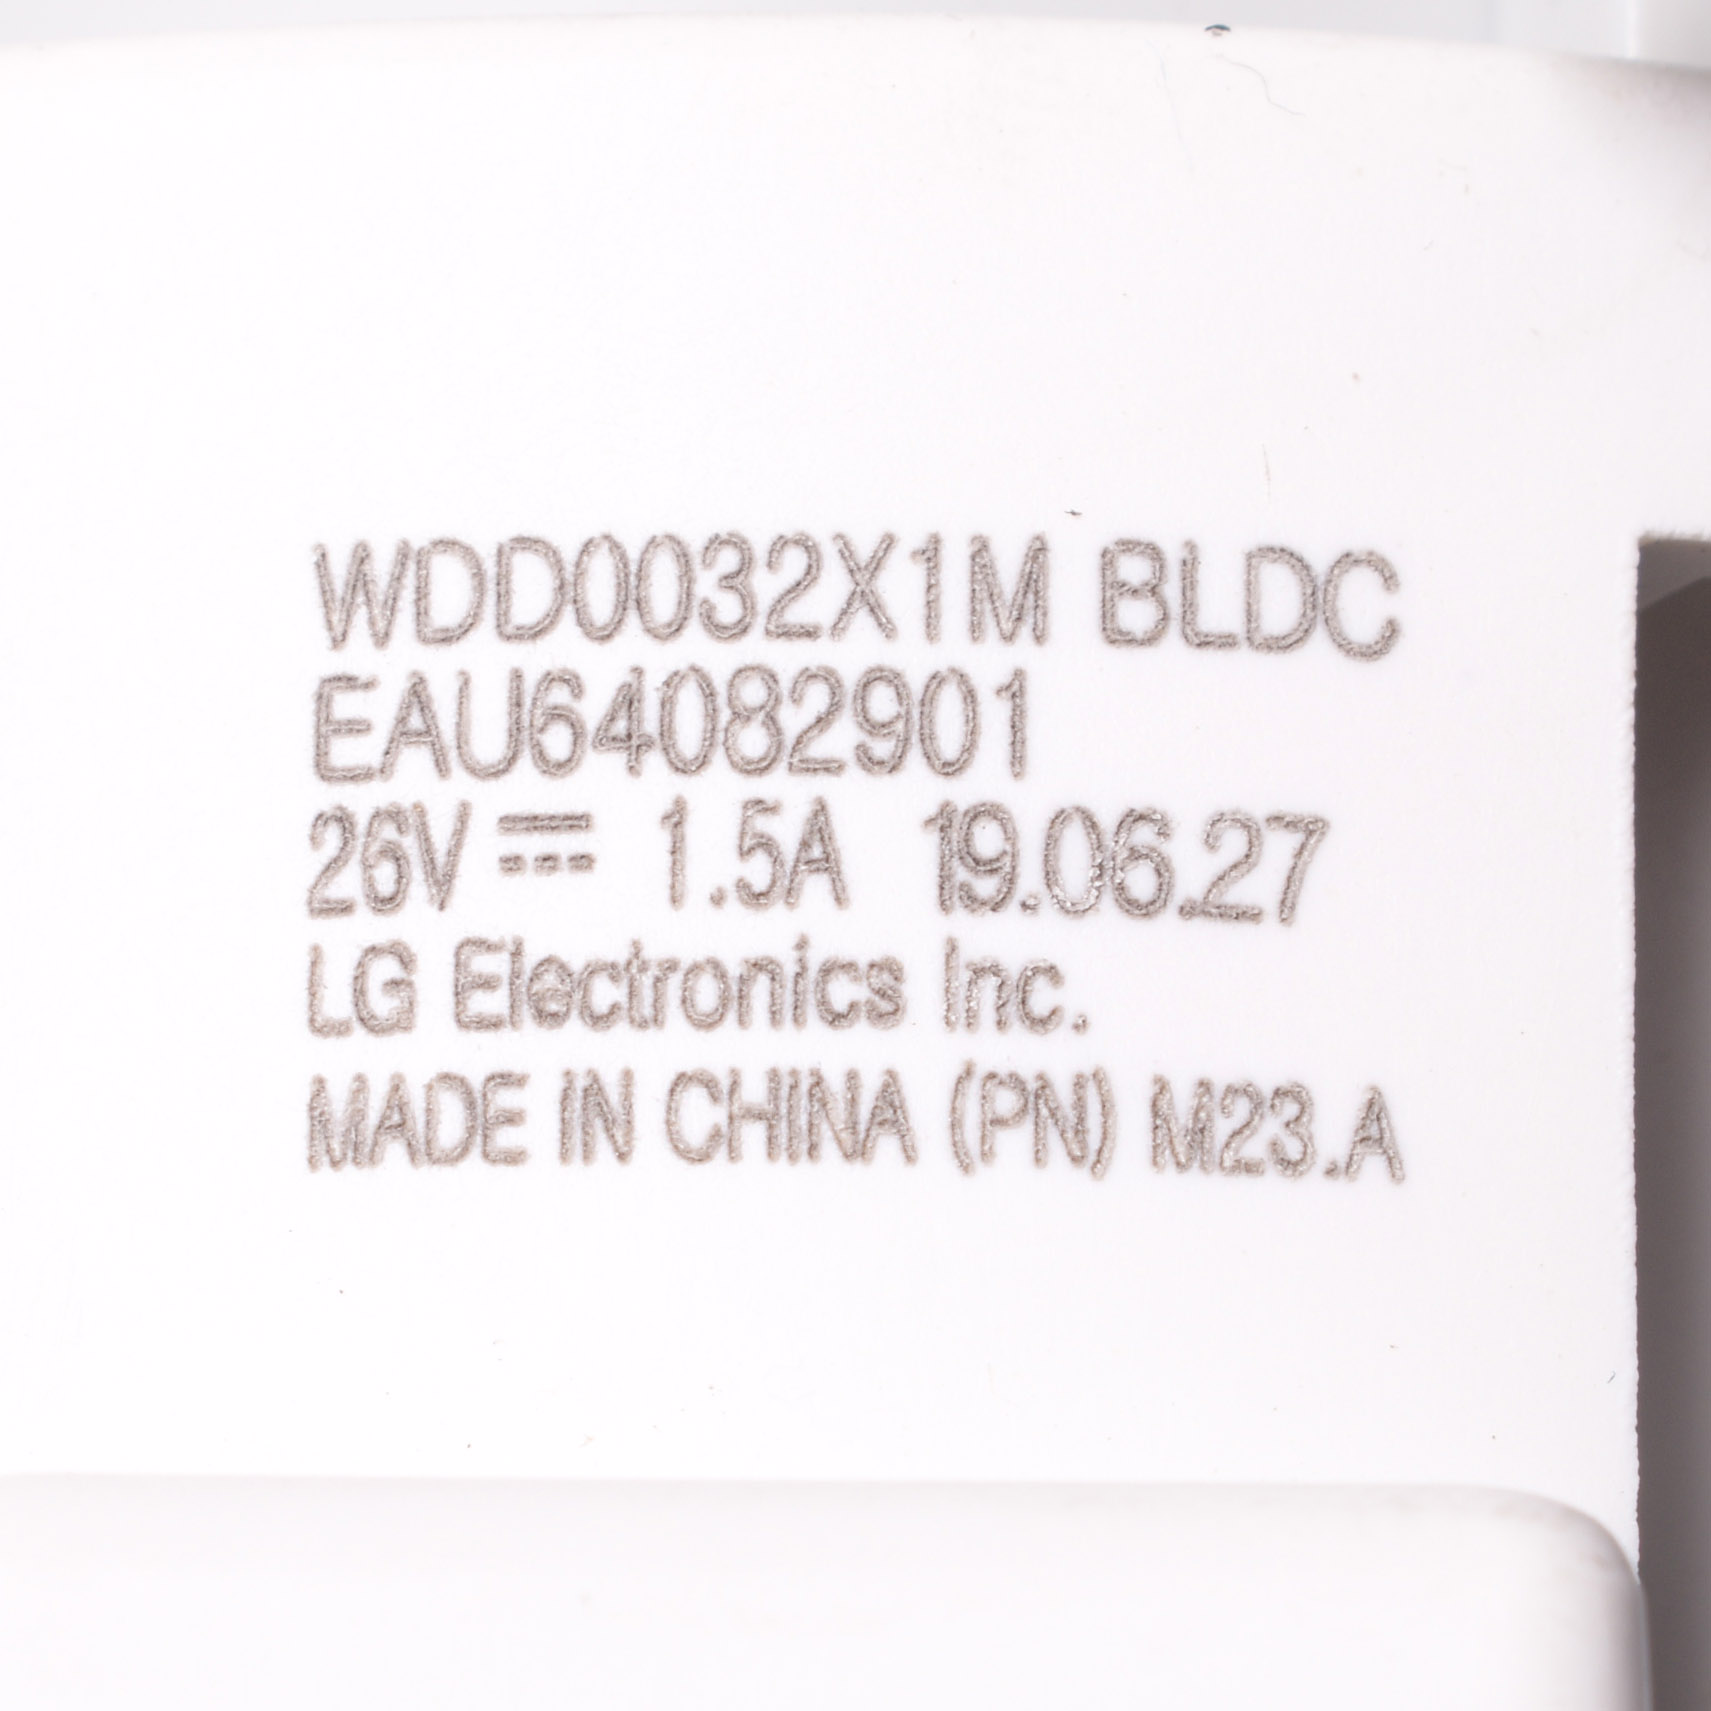 WDD0032X1M BLDC
EAU64082901
26V ⎓ 1.5A 19.06.27
LG Electronics Inc.
MADE IN CHINA (PN) M23.A